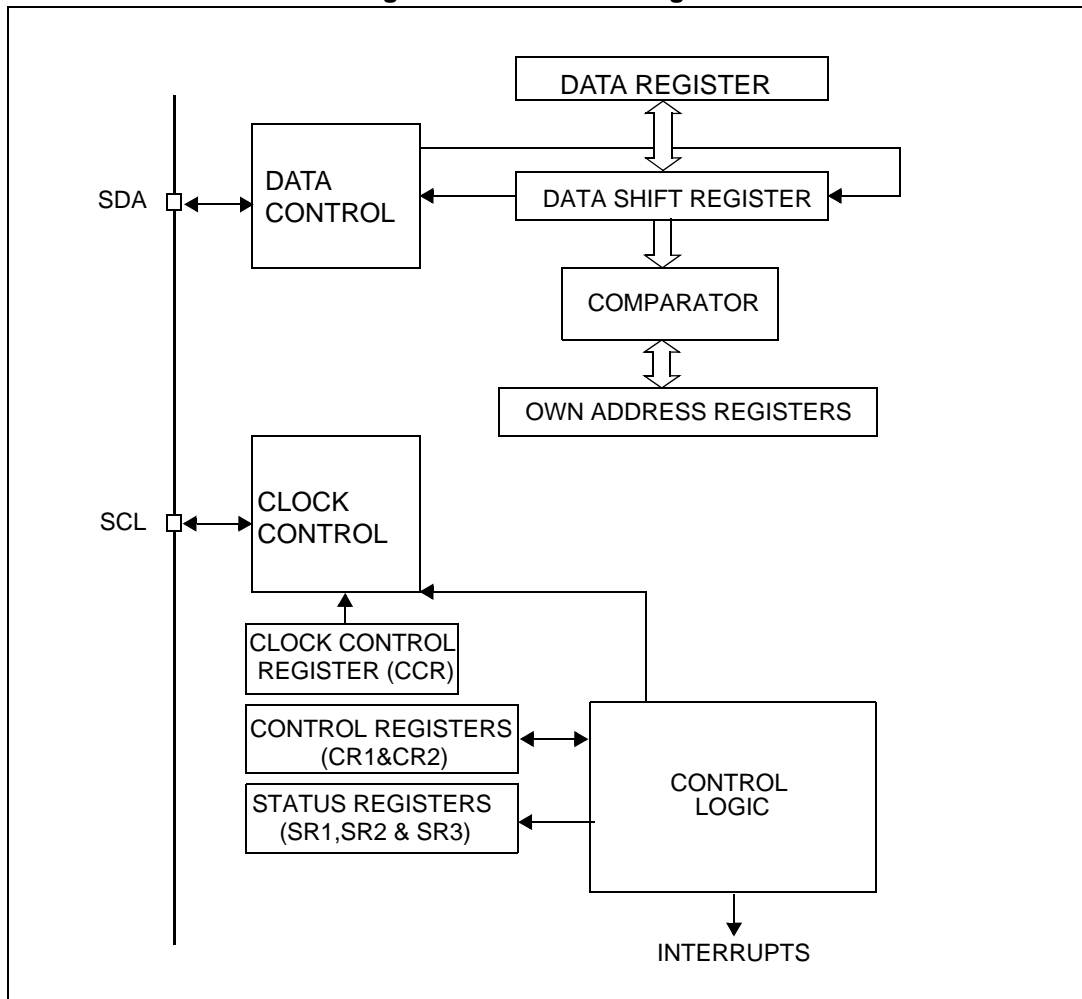 DATA REGISTER
DATA
CONTROL
SDA
DATA SHIFT REGISTER
COMPARATOR
OWN ADDRESS REGISTERS
CLOCK
CONTROL
SCL
CLOCK CONTROL
REGISTER (CCR)
CONTROL REGISTERS
(CR1&CR2)
STATUS REGISTERS
(SR1,SR2 & SR3)
CONTROL
LOGIC
INTERRUPTS